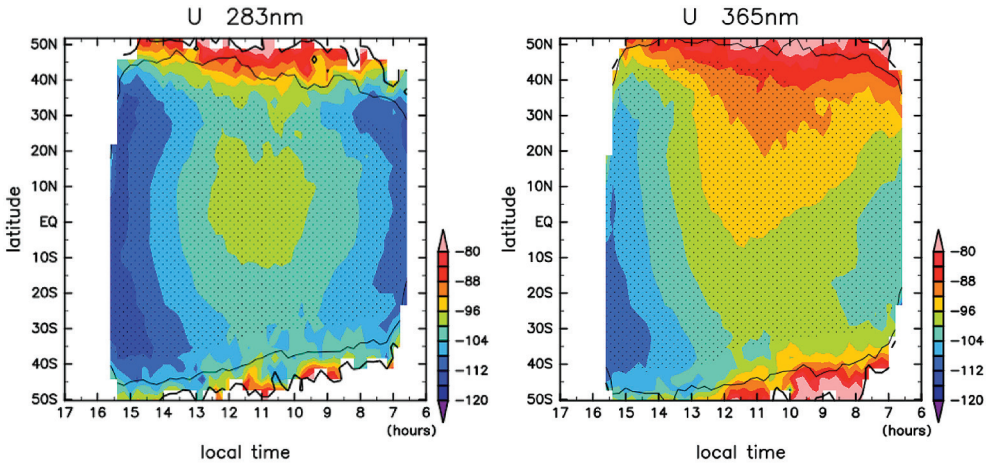 U 283nm
50N
40N
30N
20N
10N
EQ
10S
20S
30S
40S
50S
latitude
17 16 15 14 13 12 11 10 9 8 7 6
(hours)
local time
-80
-88
-96
-104
-112
-120
U 365nm
50N
40N
30N
20N
10N
EQ
10S
20S
30S
40S
50S
latitude
17 16 15 14 13 12 11 10 9 8 7 6
(hours)
local time
-80
-88
-96
-104
-112
-120